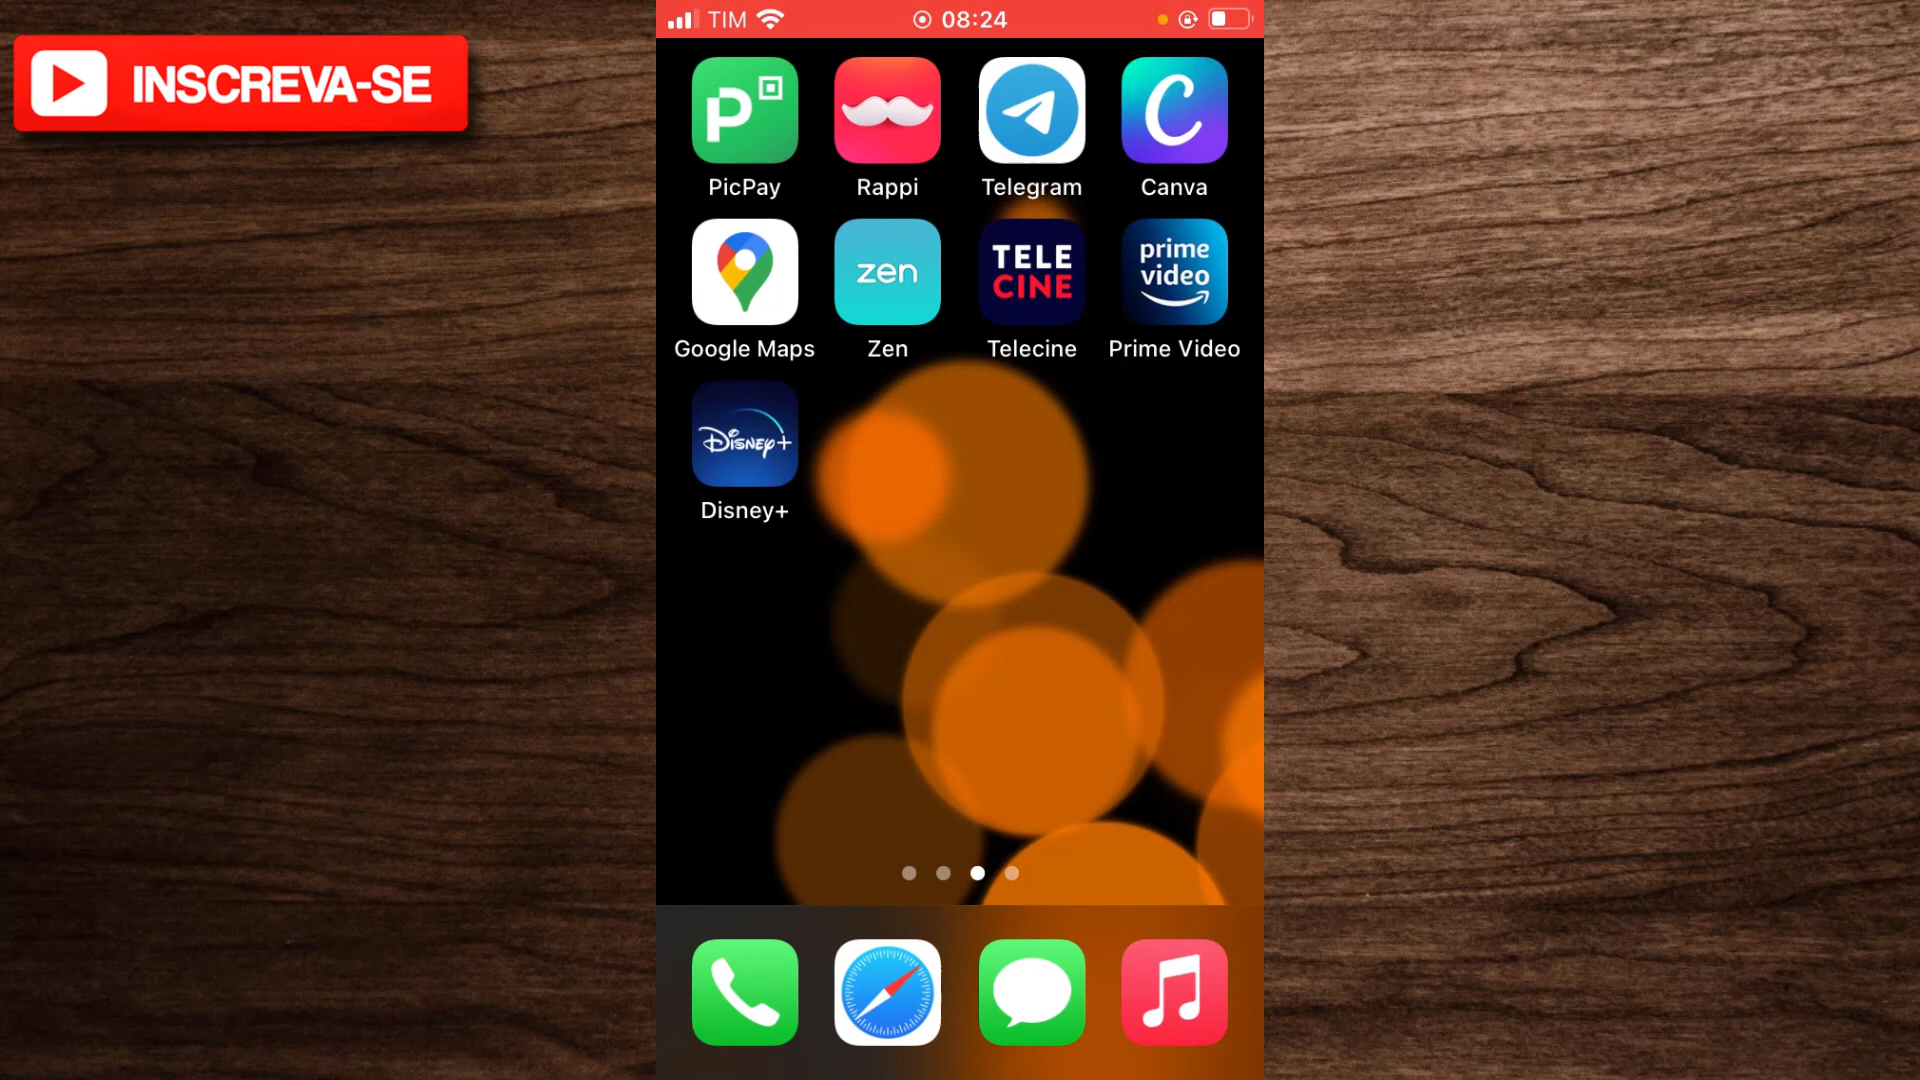 INSCREVA-SE
TIM 08:24
PicPay Rappi Telegram Canva
zen TELE CINE prime video
Google Maps Zen Telecine Prime Video
Disney+
Disney+